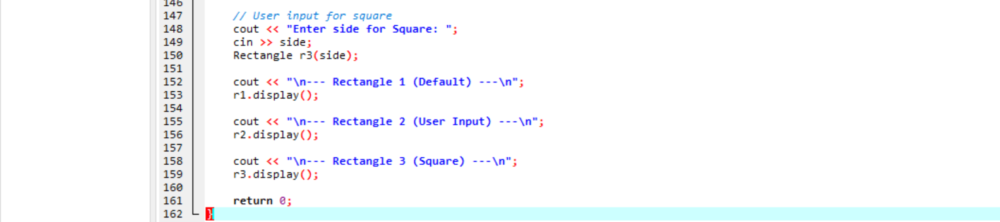 146
147 // User input for square
148 cout << "Enter side for Square: ";
149 cin >> side;
150 Rectangle r3(side);
151
152 cout << "\n--- Rectangle 1 (Default) ---\n";
153 r1.display();
154
155 cout << "\n--- Rectangle 2 (User Input) ---\n";
156 r2.display();
157
158 cout << "\n--- Rectangle 3 (Square) ---\n";
159 r3.display();
160
161 return 0;
162 }